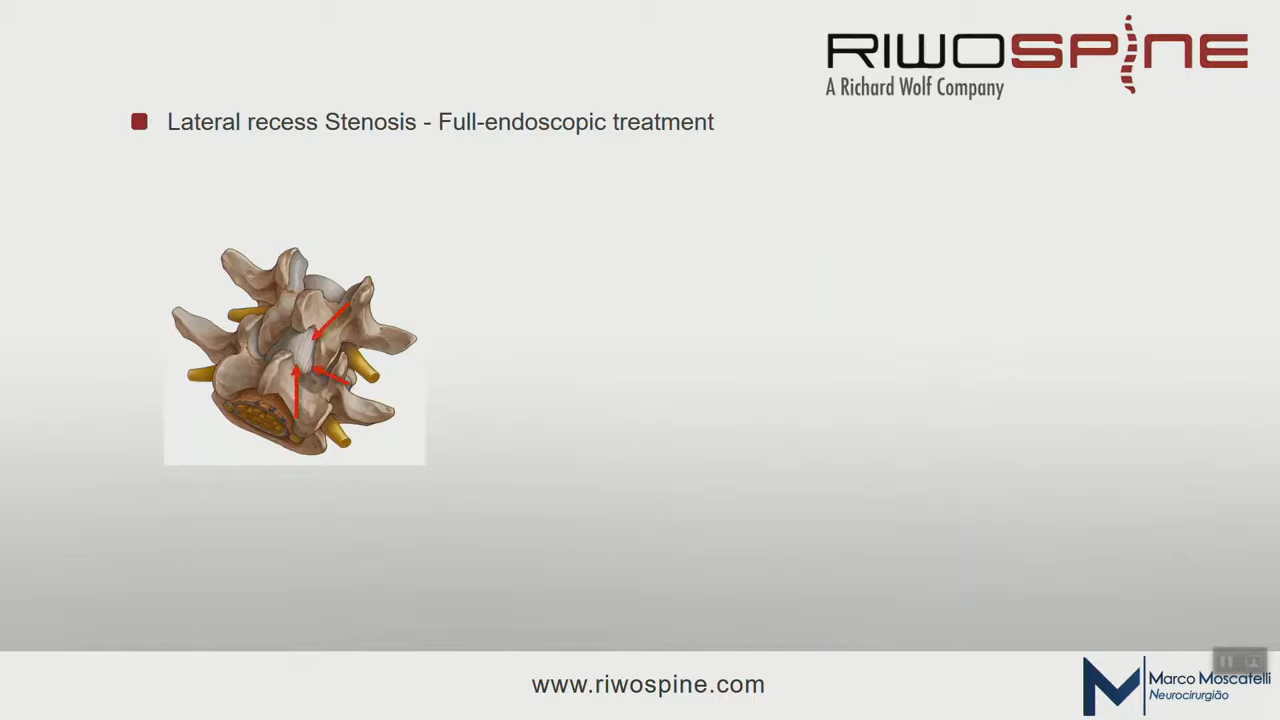 RIWOSPINE
A Richard Wolf Company
Lateral recess Stenosis - Full-endoscopic treatment
www.riwospine.com
Marco Moscatelli
Neurocirurgião